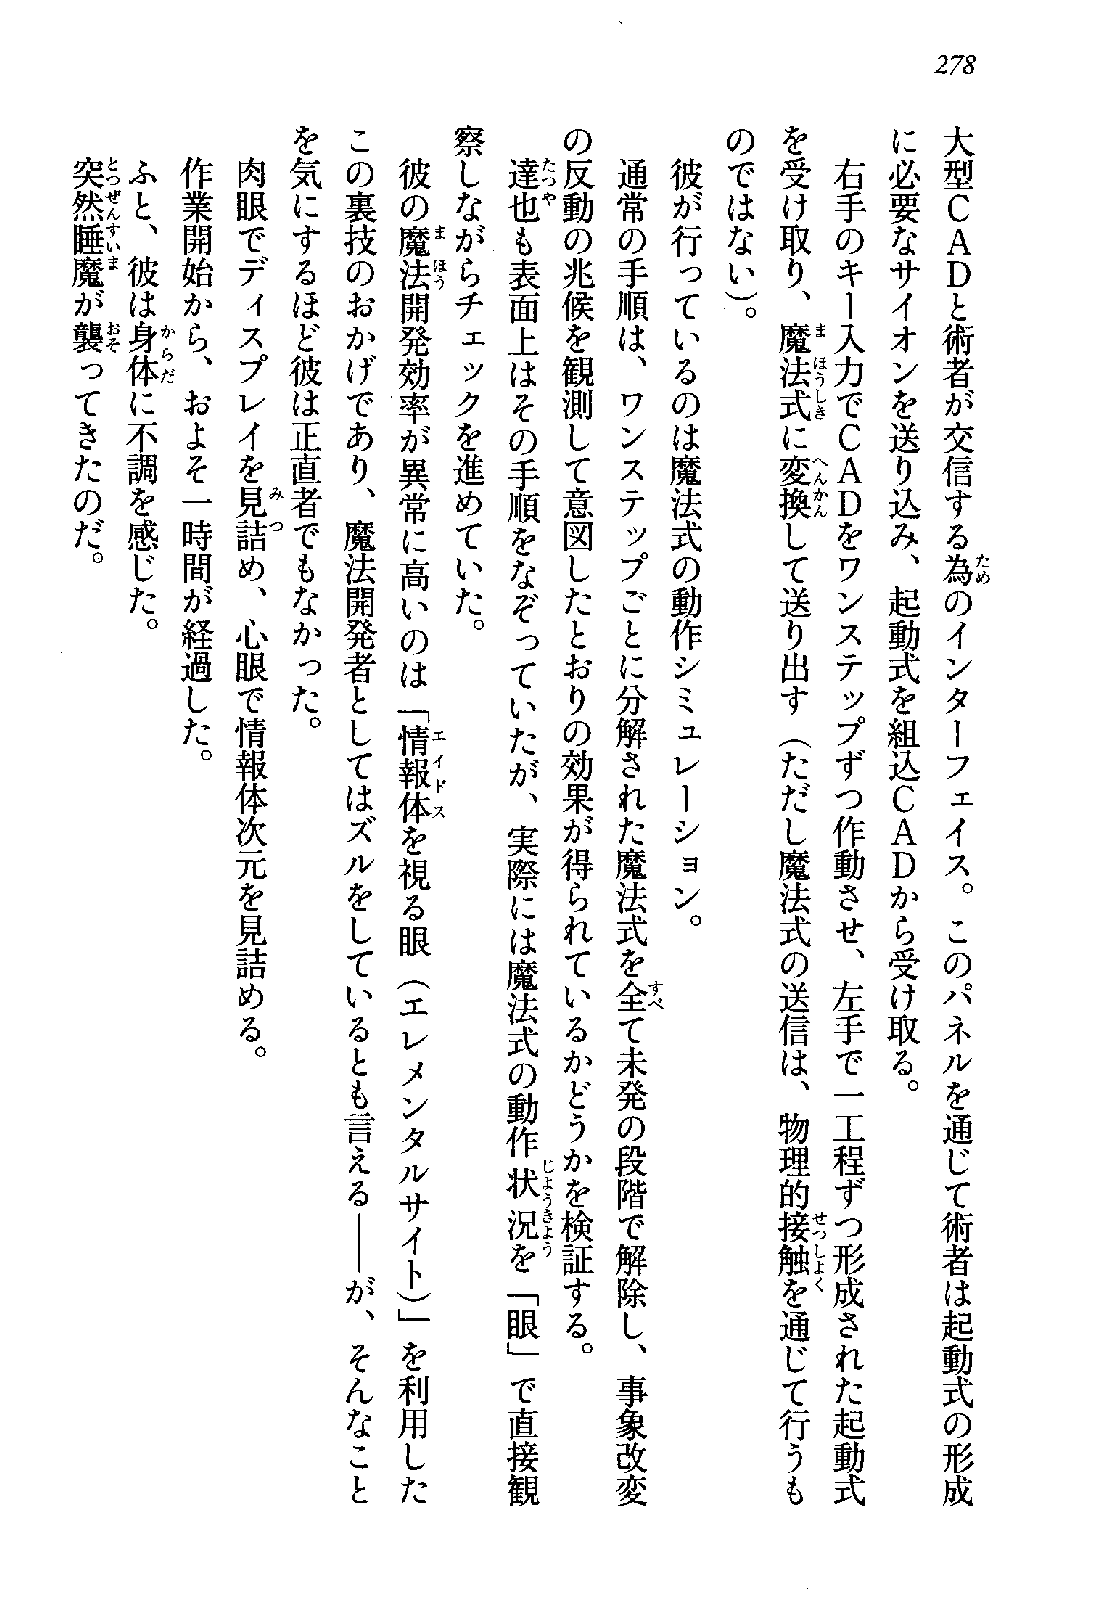 278
大型ＣＡＤと術者が交信する為のインターフェイス。このパネルを通じて術者は起動式の形成
に必要なサイオンを送り込み、起動式を組込ＣＡＤから受け取る。
右手のキー入力でＣＡＤをワンステップずつ作動させ、左手で一工程ずつ形成された起動式
を受け取り、魔法式に変換して送り出す（ただし魔法式の送信は、物理的接触を通じて行うも
のではない）。
彼が行っているのは魔法式の動作シミュレーション。
通常の手順は、ワンステップごとに分解された魔法式を全て未発の段階で解除し、事象改変
の反動の兆候を観測して意図したとおりの効果が得られているかどうかを検証する。
達也も表面上はその手順をなぞっていたが、実際には魔法式の動作状況を「眼」で直接観
察しながらチェックを進めていた。
彼の魔法開発効率が異常に高いのは「情報体を視る眼（エレメンタルサイト）」を利用した
この裏技のおかげであり、魔法開発者としてはズルをしているとも言える――が、そんなこと
を気にするほど彼は正直者でもなかった。
肉眼でディスプレイを見詰め、心眼で情報体次元を見詰める。
作業開始から、およそ一時間が経過した。
ふと、彼は身体に不調を感じた。
突然睡魔が襲ってきたのだ。